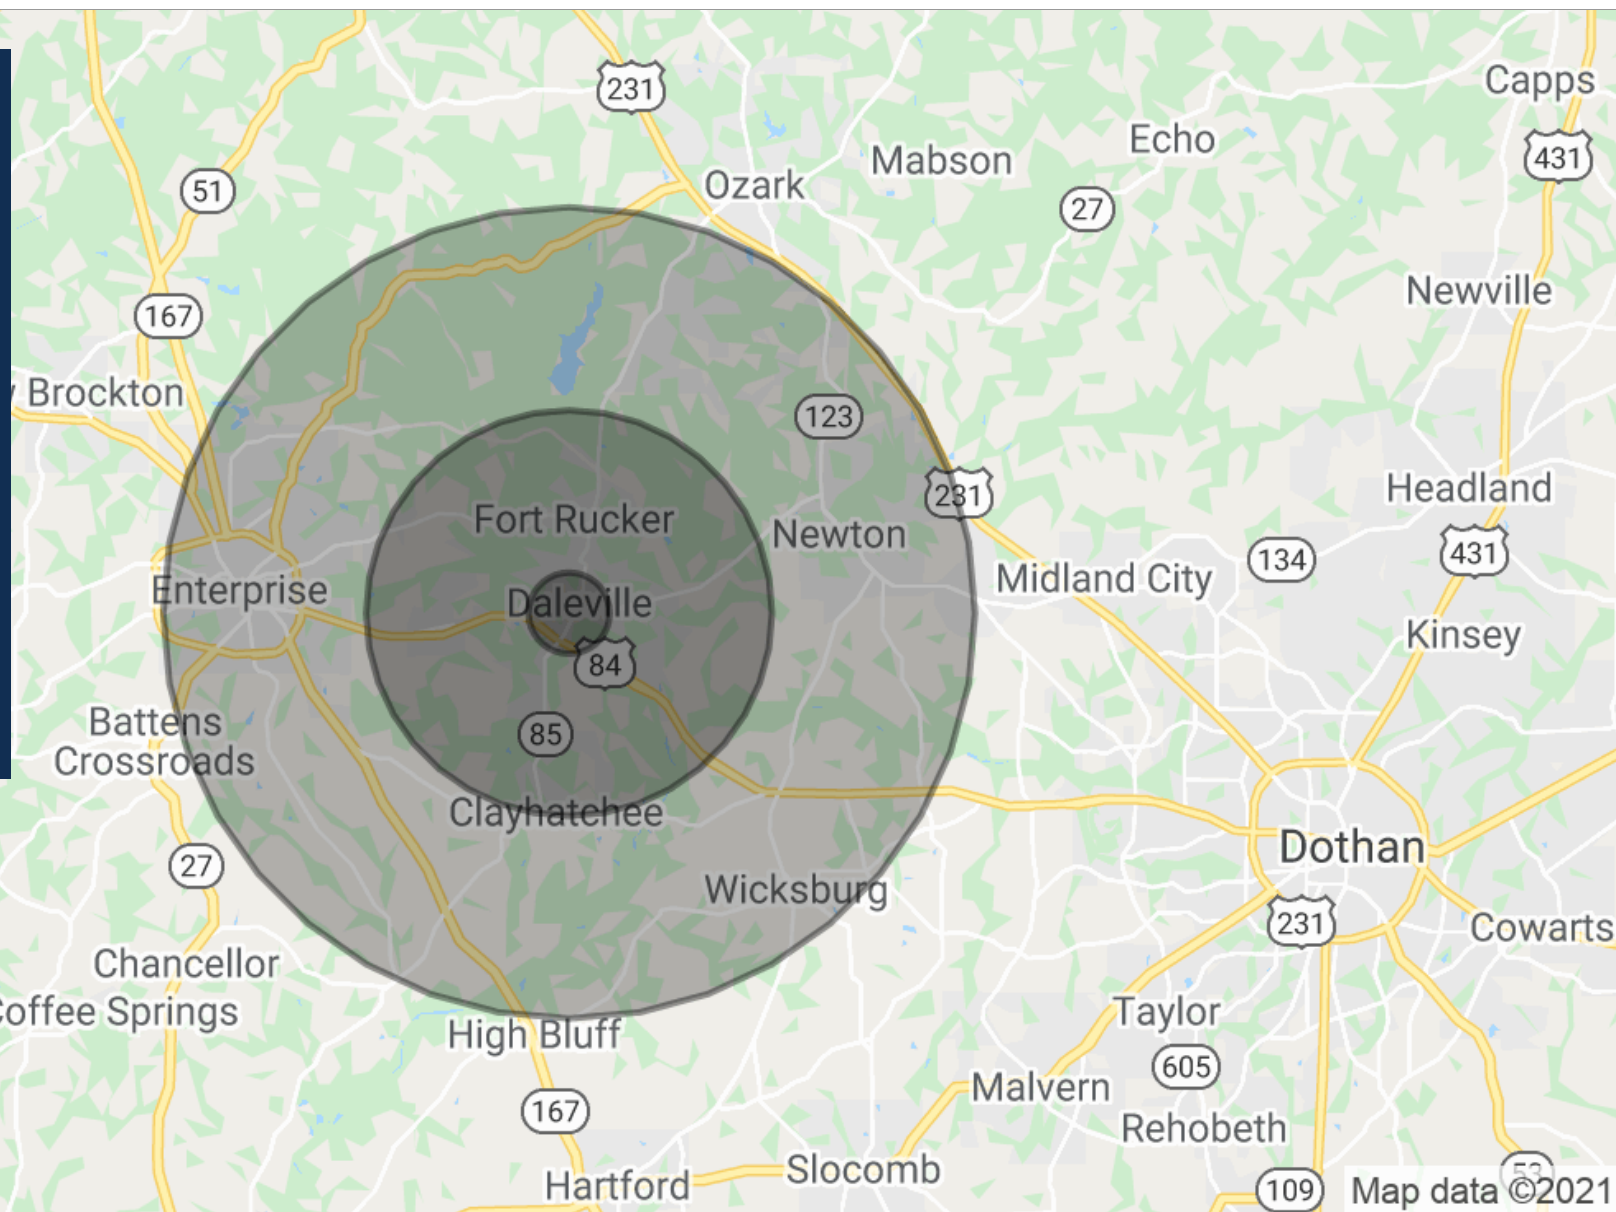 Capps
231
Echo
Mabson
431
Ozark
51
27
Newville
167
Brockton
123
Headland
231
Fort Rucker
Newton
431
134
Midland City
Enterprise
Daleville
Kinsey
84
Battens
Crossroads
85
Clayhatchee
Dothan
27
Wicksburg
231
Cowarts
Chancellor
offee Springs
Taylor
High Bluff
605
Malvern
167
Rehobeth
Slocomb
53
Hartford
109
Map data ©2021